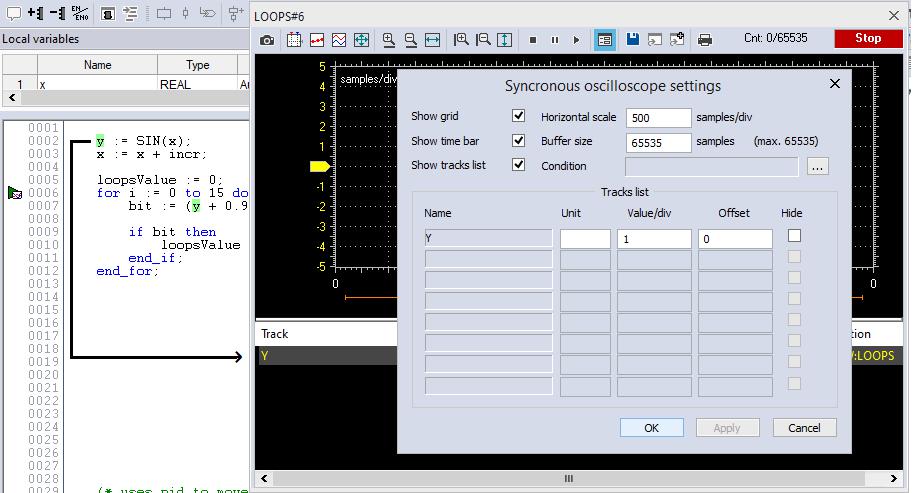 EN/
ENO
Local variables
Name Type
1 x REAL
0001
0002 y := SIN(x);
0003 x := x + incr;
0004
0005 loopsValue := 0;
0006 for i := 0 to 15 do
0007 bit := (y + 0.9
0008
0009 if bit then
0010 loopsValue
0011 end_if;
0012 end_for;
0013
0014
0015
0016
0017
0018
0019
0020
0021
0022
0023
0024
0025
0026
0027
0028
0029 (* uses pid to move
LOOPS#6
Cnt: 0/65535
Stop
samples/div
5
4
3
2
1
-1
-2
-3
-4
-5
0
0
Track
Y :LOOPS
Syncronous oscilloscope settings
Show grid Horizontal scale 500 samples/div
Show time bar Buffer size 65535 samples (max. 65535)
Show tracks list Condition ...
Tracks list
Name Unit Value/div Offset Hide
Y 1 0
OK Apply Cancel